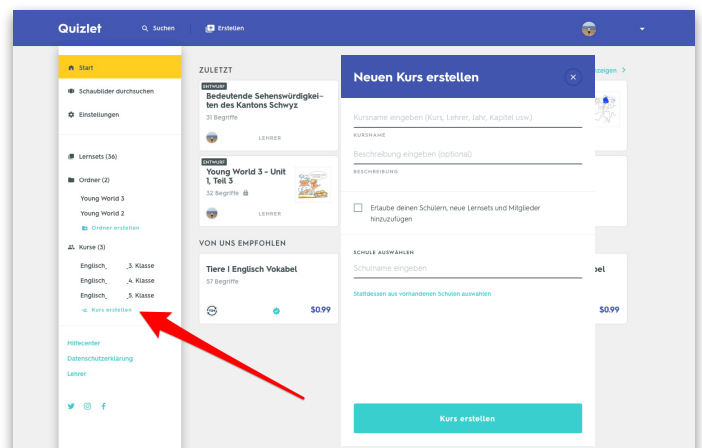 Quizlet
Suchen
Erstellen
Start
Schaubilder durchsuchen
Einstellungen
Lernsets (36)
Ordner (2)
Young World 3
Young World 2
Ordner erstellen
Kurse (3)
Englisch_ _3. Klasse
Englisch_ _4. Klasse
Englisch_ _5. Klasse
Kurs erstellen
Hilfecenter
Datenschutzerklärung
Lehrer
ZULETZT
ENTWURF
Bedeutende Sehenswürdigkei-
ten des Kantons Schwyz
31 Begriffe
LEHRER
ENTWURF
Young World 3 - Unit
1, Teil 3
32 Begriffe
LEHRER
VON UNS EMPFOHLEN
Tiere I Englisch Vokabel
57 Begriffe
$0.99
Neuen Kurs erstellen
Kursname eingeben (Kurs, Lehrer, Jahr, Kapitel usw.)
KURSNAME
Beschreibung eingeben (optional)
BESCHREIBUNG
Erlaube deinen Schülern, neue Lernsets und Mitglieder
hinzuzufügen
SCHULE AUSWÄHLEN
Schulname eingeben
Stattdessen aus vorhandenen Schulen auswählen
Kurs erstellen
zeigen
bel
$0.99